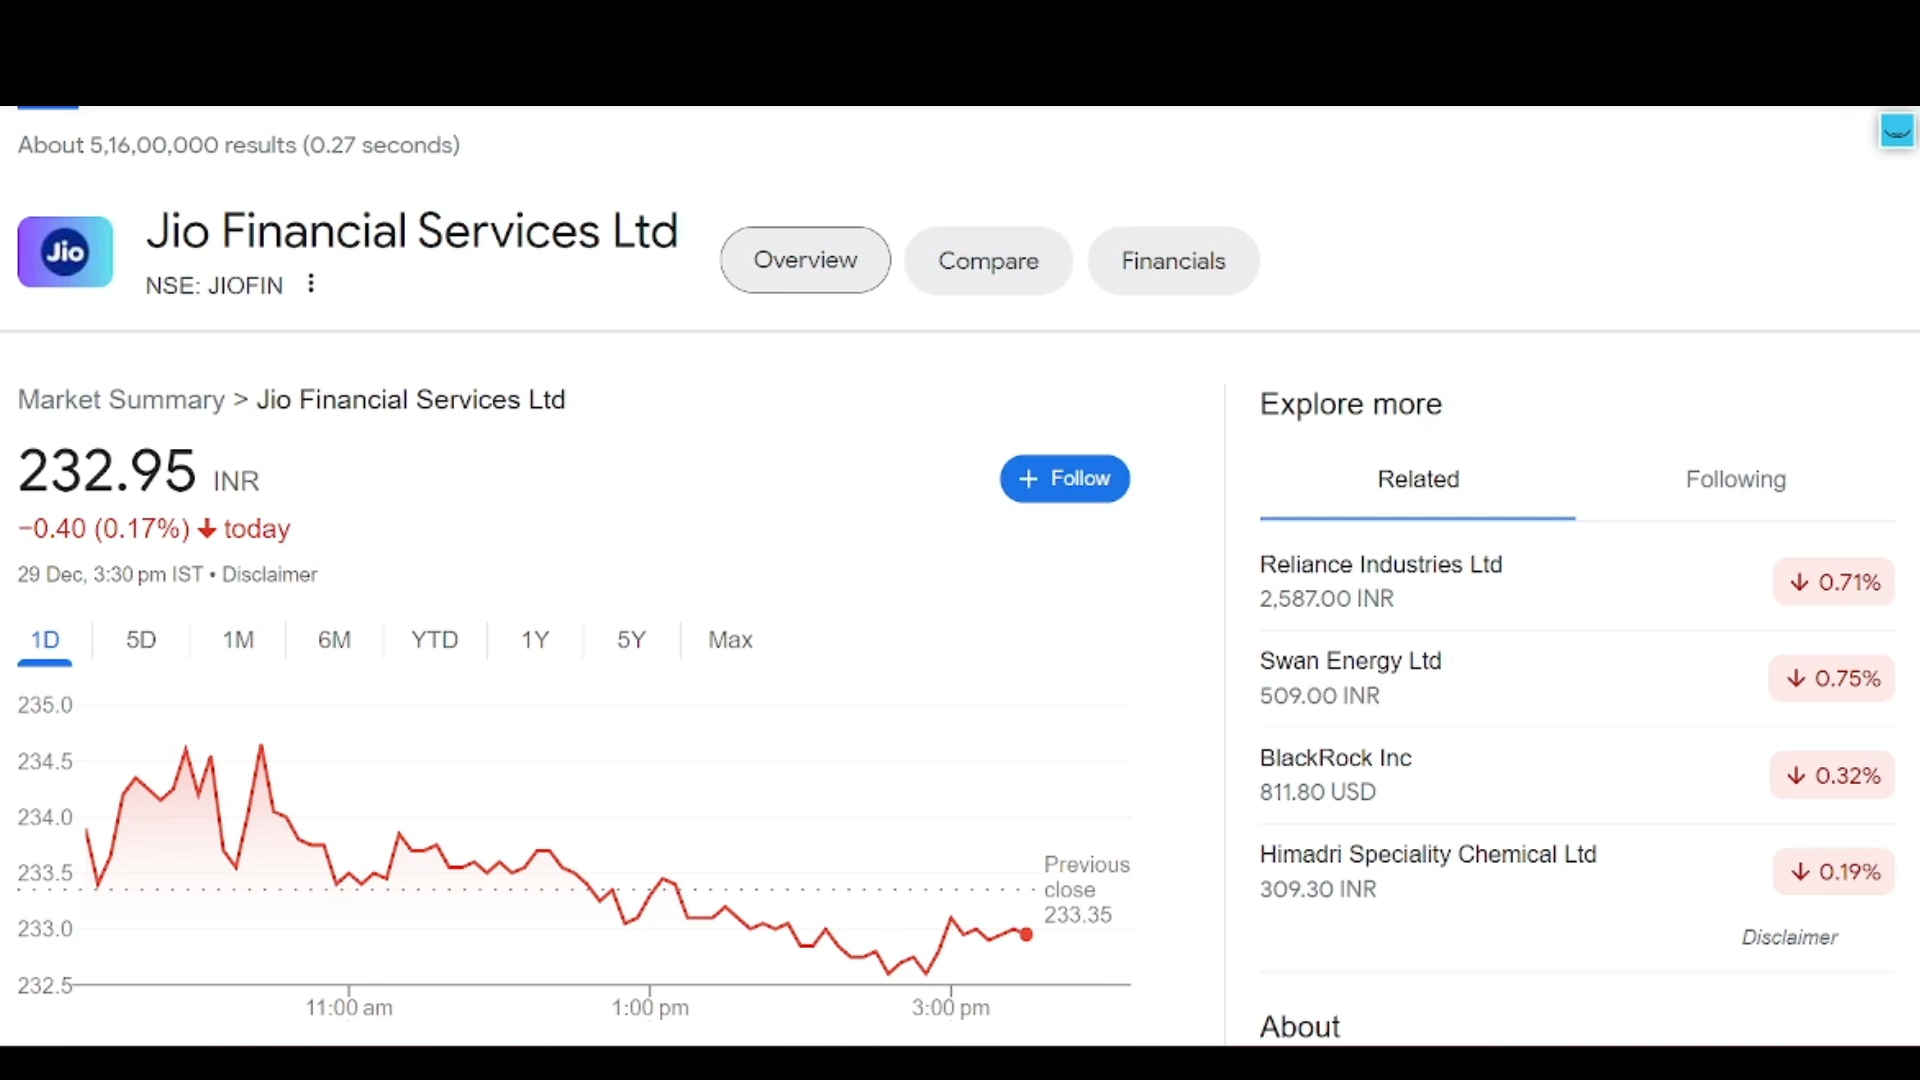 About 5,16,00,000 results (0.27 seconds)
Jio
Jio Financial Services Ltd
NSE: JIOFIN
Overview
Compare
Financials
Market Summary > Jio Financial Services Ltd
232.95 INR
+ Follow
−0.40 (0.17%) ↓ today
29 Dec, 3:30 pm IST • Disclaimer
1D 5D 1M 6M YTD 1Y 5Y Max
235.0
234.5
234.0
233.5
233.0
232.5
Previous
close
233.35
11:00 am 1:00 pm 3:00 pm
Explore more
Related Following
Reliance Industries Ltd
2,587.00 INR
↓ 0.71%
Swan Energy Ltd
509.00 INR
↓ 0.75%
BlackRock Inc
811.80 USD
↓ 0.32%
Himadri Speciality Chemical Ltd
309.30 INR
↓ 0.19%
Disclaimer
About